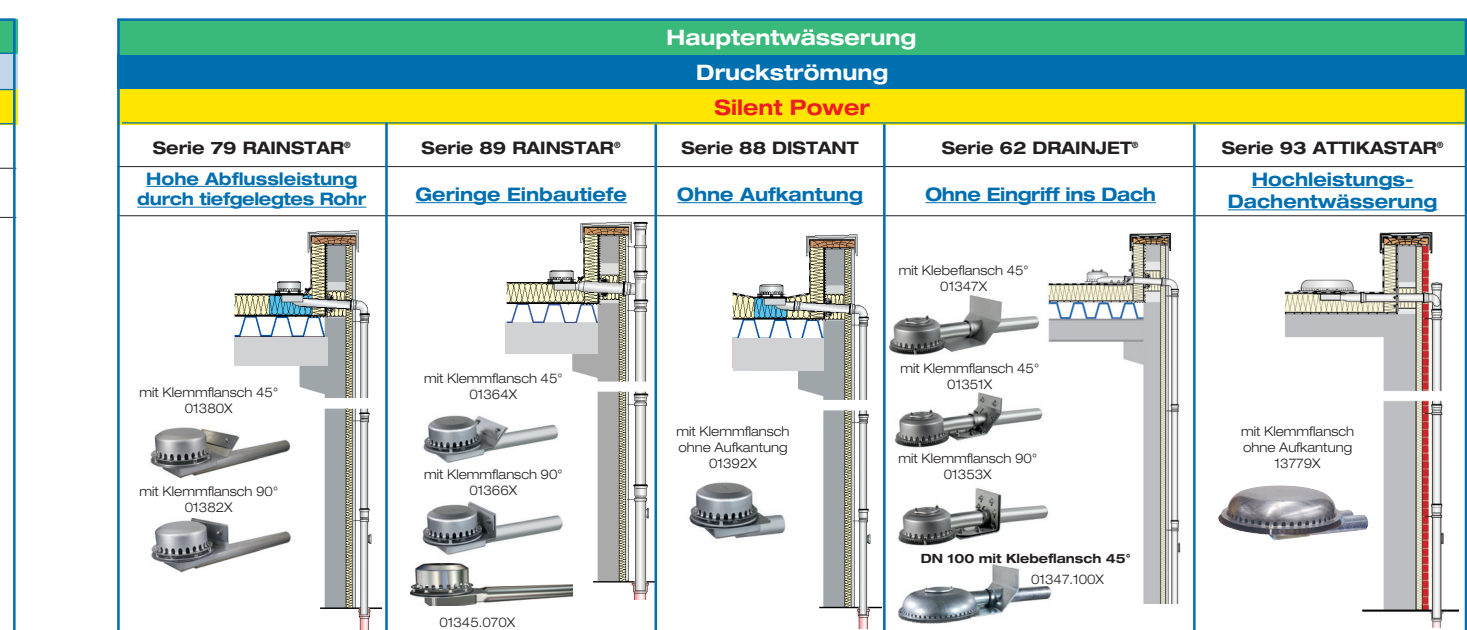 Hauptentwässerung
Druckströmung
Silent Power
Serie 79 RAINSTAR®
Hohe Abflussleistung
durch tiefgelegtes Rohr
mit Klemmflansch 45°
01380X
mit Klemmflansch 90°
01382X
Serie 89 RAINSTAR®
Geringe Einbautiefe
mit Klemmflansch 45°
01364X
mit Klemmflansch 90°
01366X
01345.070X
Serie 88 DISTANT
Ohne Aufkantung
mit Klemmflansch
ohne Aufkantung
01392X
Serie 62 DRAINJET®
Ohne Eingriff ins Dach
mit Klebeflansch 45°
01347X
mit Klemmflansch 45°
01351X
mit Klemmflansch 90°
01353X
DN 100 mit Klebeflansch 45°
01347.100X
Serie 93 ATTIKASTAR®
Hochleistungs-
Dachentwässerung
mit Klemmflansch
ohne Aufkantung
13779X